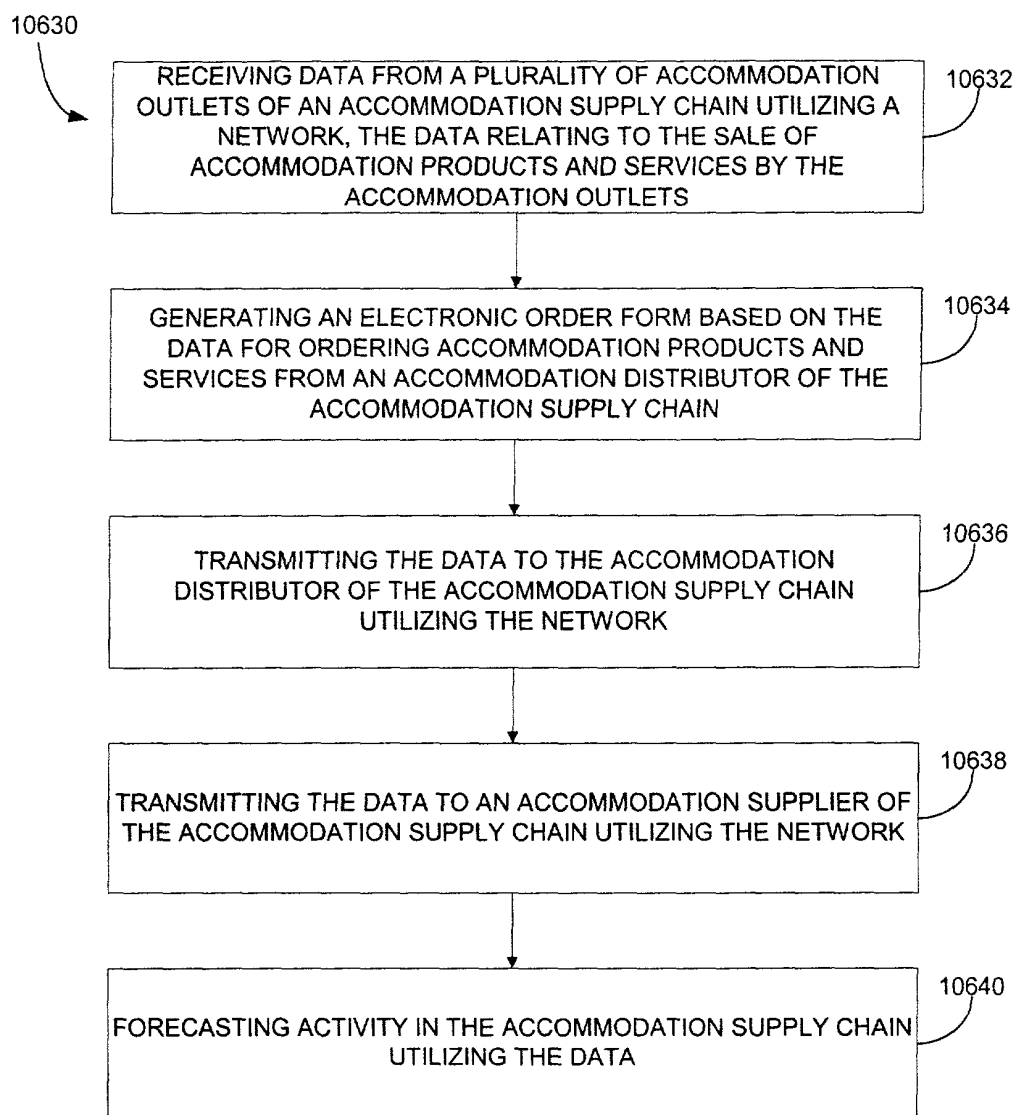 10630
RECEIVING DATA FROM A PLURALITY OF ACCOMMODATION
OUTLETS OF AN ACCOMMODATION SUPPLY CHAIN UTILIZING A
NETWORK, THE DATA RELATING TO THE SALE OF
ACCOMMODATION PRODUCTS AND SERVICES BY THE
ACCOMMODATION OUTLETS
10632
GENERATING AN ELECTRONIC ORDER FORM BASED ON THE
DATA FOR ORDERING ACCOMMODATION PRODUCTS AND
SERVICES FROM AN ACCOMMODATION DISTRIBUTOR OF THE
ACCOMMODATION SUPPLY CHAIN
10634
TRANSMITTING THE DATA TO THE ACCOMMODATION
DISTRIBUTOR OF THE ACCOMMODATION SUPPLY CHAIN
UTILIZING THE NETWORK
10636
TRANSMITTING THE DATA TO AN ACCOMMODATION SUPPLIER OF
THE ACCOMMODATION SUPPLY CHAIN UTILIZING THE NETWORK
10638
FORECASTING ACTIVITY IN THE ACCOMMODATION SUPPLY CHAIN
UTILIZING THE DATA
10640